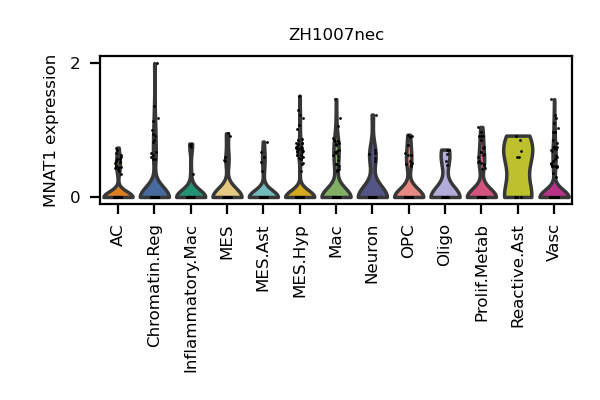 ZH1007nec
MNAT1 expression
2
0
AC
Chromatin.Reg
Inflammatory.Mac
MES
MES.Ast
MES.Hyp
Mac
Neuron
OPC
Oligo
Prolif.Metab
Reactive.Ast
Vasc